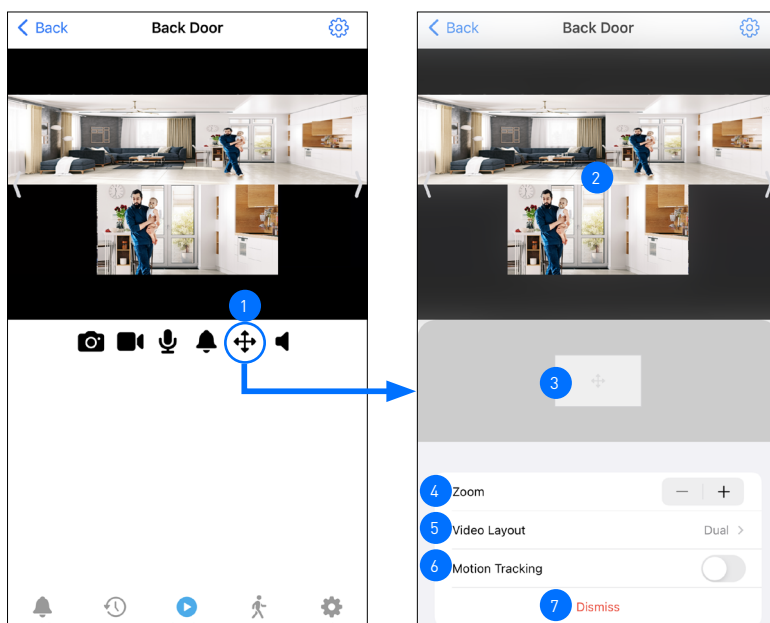 Back
Back Door
1
Back
Back Door
2
3
4
Zoom
5
Video Layout
Dual
6
Motion Tracking
7
Dismiss